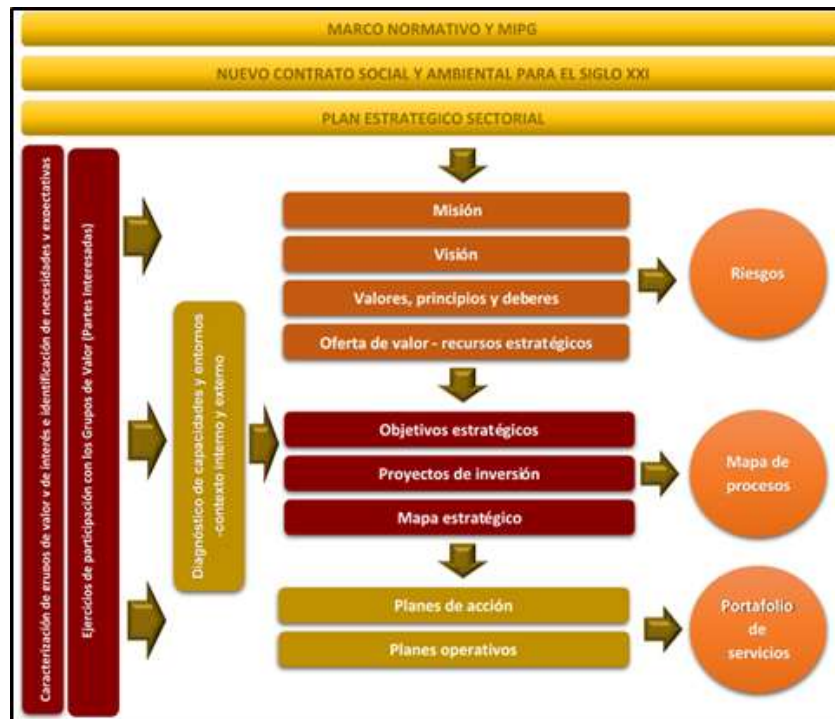 MARCO NORMATIVO Y MIPG
NUEVO CONTRATO SOCIAL Y AMBIENTAL PARA EL SIGLO XXI
PLAN ESTRATEGICO SECTORIAL
Caracterización de grupos de valor y de interés e identificación de necesidades y expectativas
Ejercicios de participación con los Grupos de Valor (Partes Interesadas)
Diagnóstico de capacidades y entornos
-contexto interno y externo
Misión
Visión
Valores, principios y deberes
Oferta de valor - recursos estratégicos
Riesgos
Objetivos estratégicos
Proyectos de inversión
Mapa estratégico
Mapa de
procesos
Planes de acción
Planes operativos
Portafolio
de
servicios